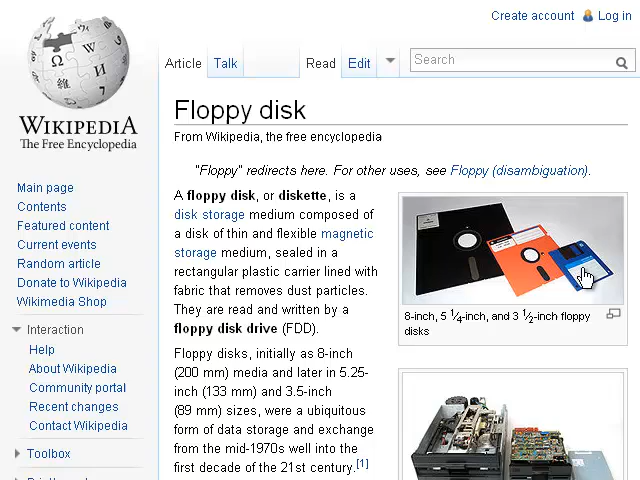 Create account Log in
WIKIPEDIA
The Free Encyclopedia
Article Talk Read Edit Search
Floppy disk
From Wikipedia, the free encyclopedia
"Floppy" redirects here. For other uses, see Floppy (disambiguation).
Main page
Contents
Featured content
Current events
Random article
Donate to Wikipedia
Wikimedia Shop
Interaction
Help
About Wikipedia
Community portal
Recent changes
Contact Wikipedia
Toolbox
A floppy disk, or diskette, is a
disk storage medium composed of
a disk of thin and flexible magnetic
storage medium, sealed in a
rectangular plastic carrier lined with
fabric that removes dust particles.
They are read and written by a
floppy disk drive (FDD).
Floppy disks, initially as 8-inch
(200 mm) media and later in 5.25-
inch (133 mm) and 3.5-inch
(89 mm) sizes, were a ubiquitous
form of data storage and exchange
from the mid-1970s well into the
first decade of the 21st century.[1]
8-inch, 5 1⁄4-inch, and 3 1⁄2-inch floppy
disks